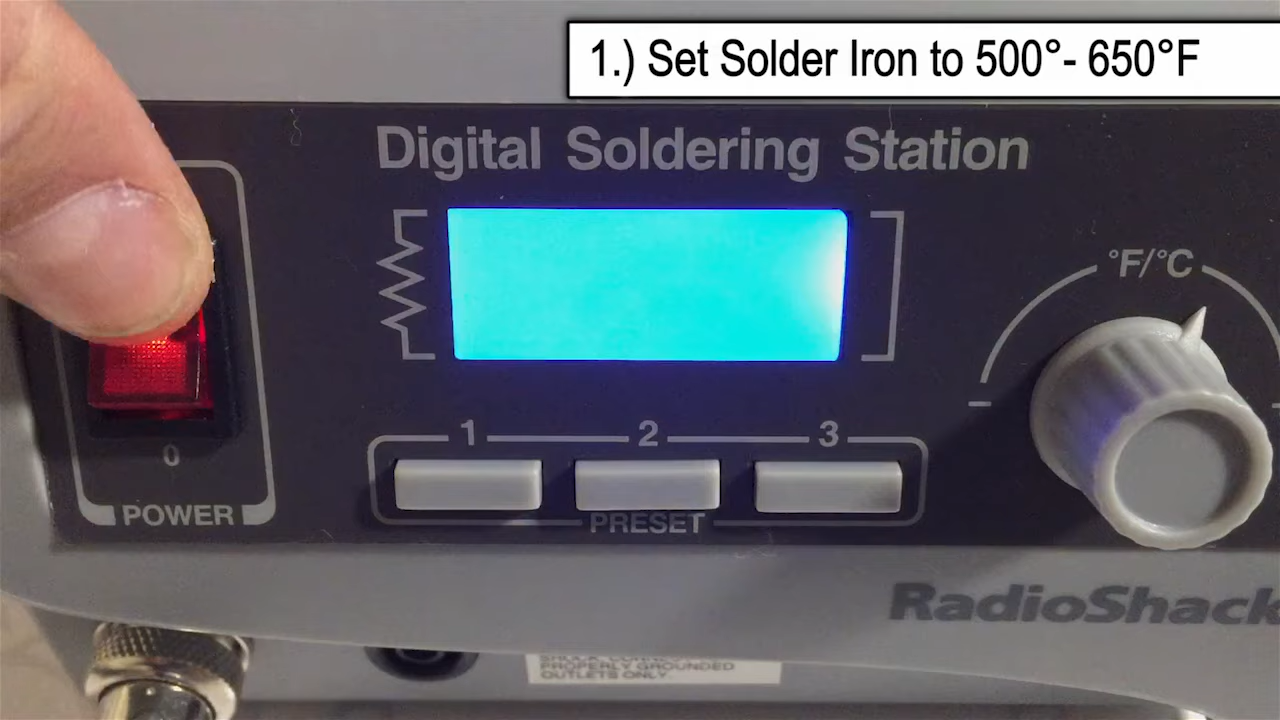 1.) Set Solder Iron to 500°- 650°F
Digital Soldering Station
°F/°C
1 2 3
0
POWER
PRESET
RadioShack
PROPERLY GROUNDED
OUTLETS ONLY.